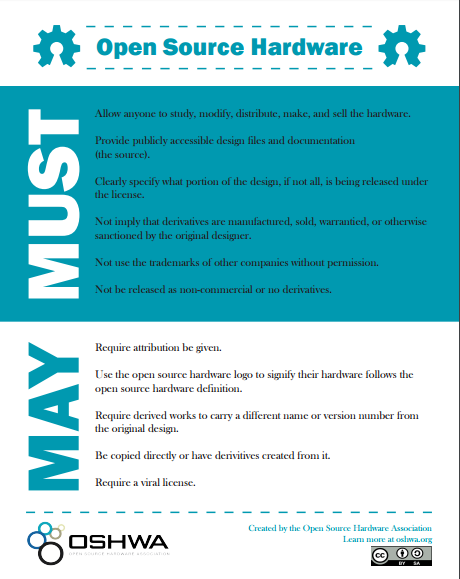 Open Source Hardware
MUST
Allow anyone to study, modify, distribute, make, and sell the hardware.
Provide publicly accessible design files and documentation
(the source).
Clearly specify what portion of the design, if not all, is being released under
the license.
Not imply that derivatives are manufactured, sold, warrantied, or otherwise
sanctioned by the original designer.
Not use the trademarks of other companies without permission.
Not be released as non-commercial or no derivatives.
MAY
Require attribution be given.
Use the open source hardware logo to signify their hardware follows the
open source hardware definition.
Require derived works to carry a different name or version number from
the original design.
Be copied directly or have derivitives created from it.
Require a viral license.
OSHWA
OPEN SOURCE HARDWARE ASSOCIATION
Created by the Open Source Hardware Association
Learn more at oshwa.org
cc
BY SA